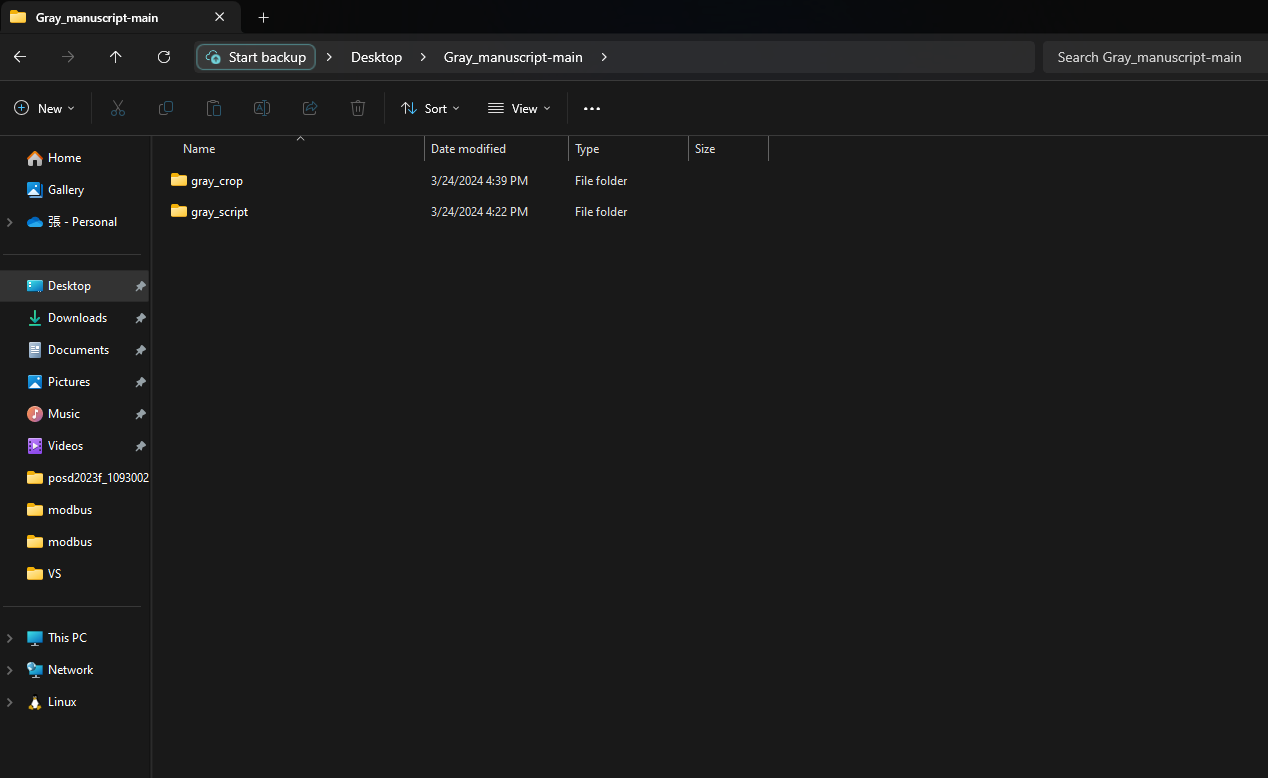 Gray_manuscript-main
Start backup Desktop Gray_manuscript-main Search Gray_manuscript-main
New Sort View
Name Date modified Type Size
gray_crop 3/24/2024 4:39 PM File folder
gray_script 3/24/2024 4:22 PM File folder
Home
Gallery
張 - Personal
Desktop
Downloads
Documents
Pictures
Music
Videos
posd2023f_1093002
modbus
modbus
VS
This PC
Network
Linux